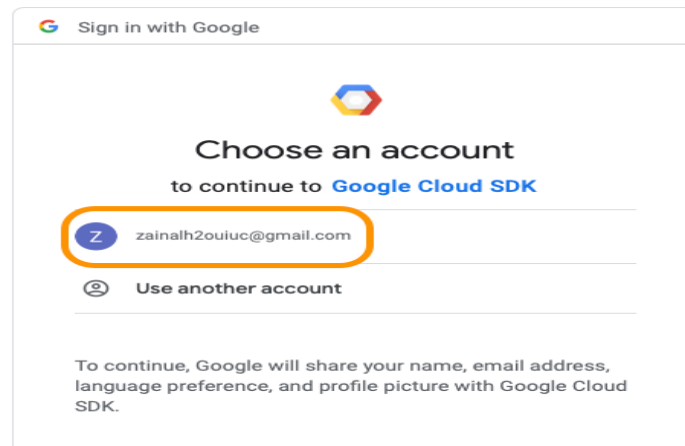 Sign in with Google
Choose an account
to continue to Google Cloud SDK
Z zainalh2ouiuc@gmail.com
Use another account
To continue, Google will share your name, email address,
language preference, and profile picture with Google Cloud
SDK.